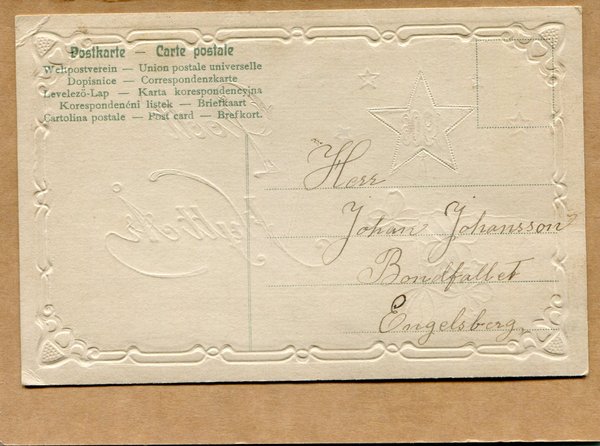 Postkarte — Carte postale
Weltpostverein — Union postale universelle
Dopisnice — Correspondenzkarte
Levelező-Lap — Karta korespondencyjna
Korespondenční lístek — Briefkaart
Cartolina postale — Post card — Brefkort.
Herr
Johan Johansson
Bondfallet
Engelsberg